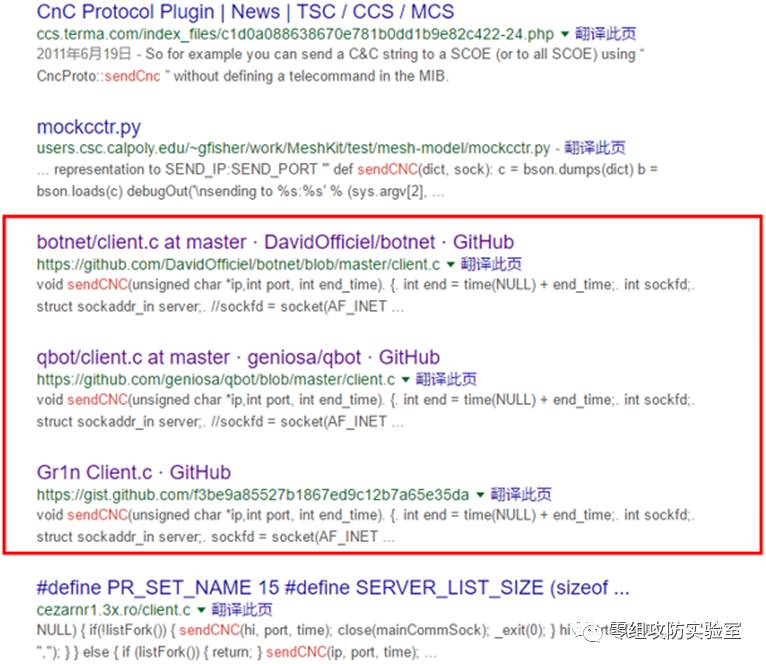 CnC Protocol Plugin | News | TSC / CCS / MCS
ccs.terma.com/index_files/c1d0a088638670e781b0dd1b9e82c422-24.php ▼ 翻译此页
2011年6月19日 - So for example you can send a C&C string to a SCOE (or to all SCOE) using “
CncProto::sendCnc ” without defining a telecommand in the MIB.
mockcctr.py
users.csc.calpoly.edu/~gfisher/work/MeshKit/test/mesh-model/mockcctr.py - 翻译此页
... representation to SEND_IP:SEND_PORT ''' def sendCNC(dict, sock): c = bson.dumps(dict) b =
bson.loads(c) debugOut('\nsending to %s:%s' % (sys.argv[2], ...
botnet/client.c at master · DavidOfficiel/botnet · GitHub
https://github.com/DavidOfficiel/botnet/blob/master/client.c ▼ 翻译此页
void sendCNC(unsigned char *ip,int port, int end_time). {. int end = time(NULL) + end_time;. int sockfd;.
struct sockaddr_in server;. //sockfd = socket(AF_INET ...
qbot/client.c at master · geniosa/qbot · GitHub
https://github.com/geniosa/qbot/blob/master/client.c ▼ 翻译此页
void sendCNC(unsigned char *ip,int port, int end_time). {. int end = time(NULL) + end_time;. int sockfd;.
struct sockaddr_in server;. //sockfd = socket(AF_INET ...
Gr1n Client.c · GitHub
https://gist.github.com/f3be9a85527b1867ed9c12b7a65e35da ▼ 翻译此页
void sendCNC(unsigned char *ip,int port, int end_time). {. int end = time(NULL) + end_time;. int sockfd;.
struct sockaddr_in server;. sockfd = socket(AF_INET ...
#define PR_SET_NAME 15 #define SERVER_LIST_SIZE (sizeof ...
cezarnr1.3x.ro/client.c ▼ 翻译此页
NULL) { if(!listFork()) { sendCNC(hi, port, time); close(mainCommSock); _exit(0); } hi
","); } } else { if (listFork()) { return; } sendCNC(ip, port, time); ...
零组攻防实验室